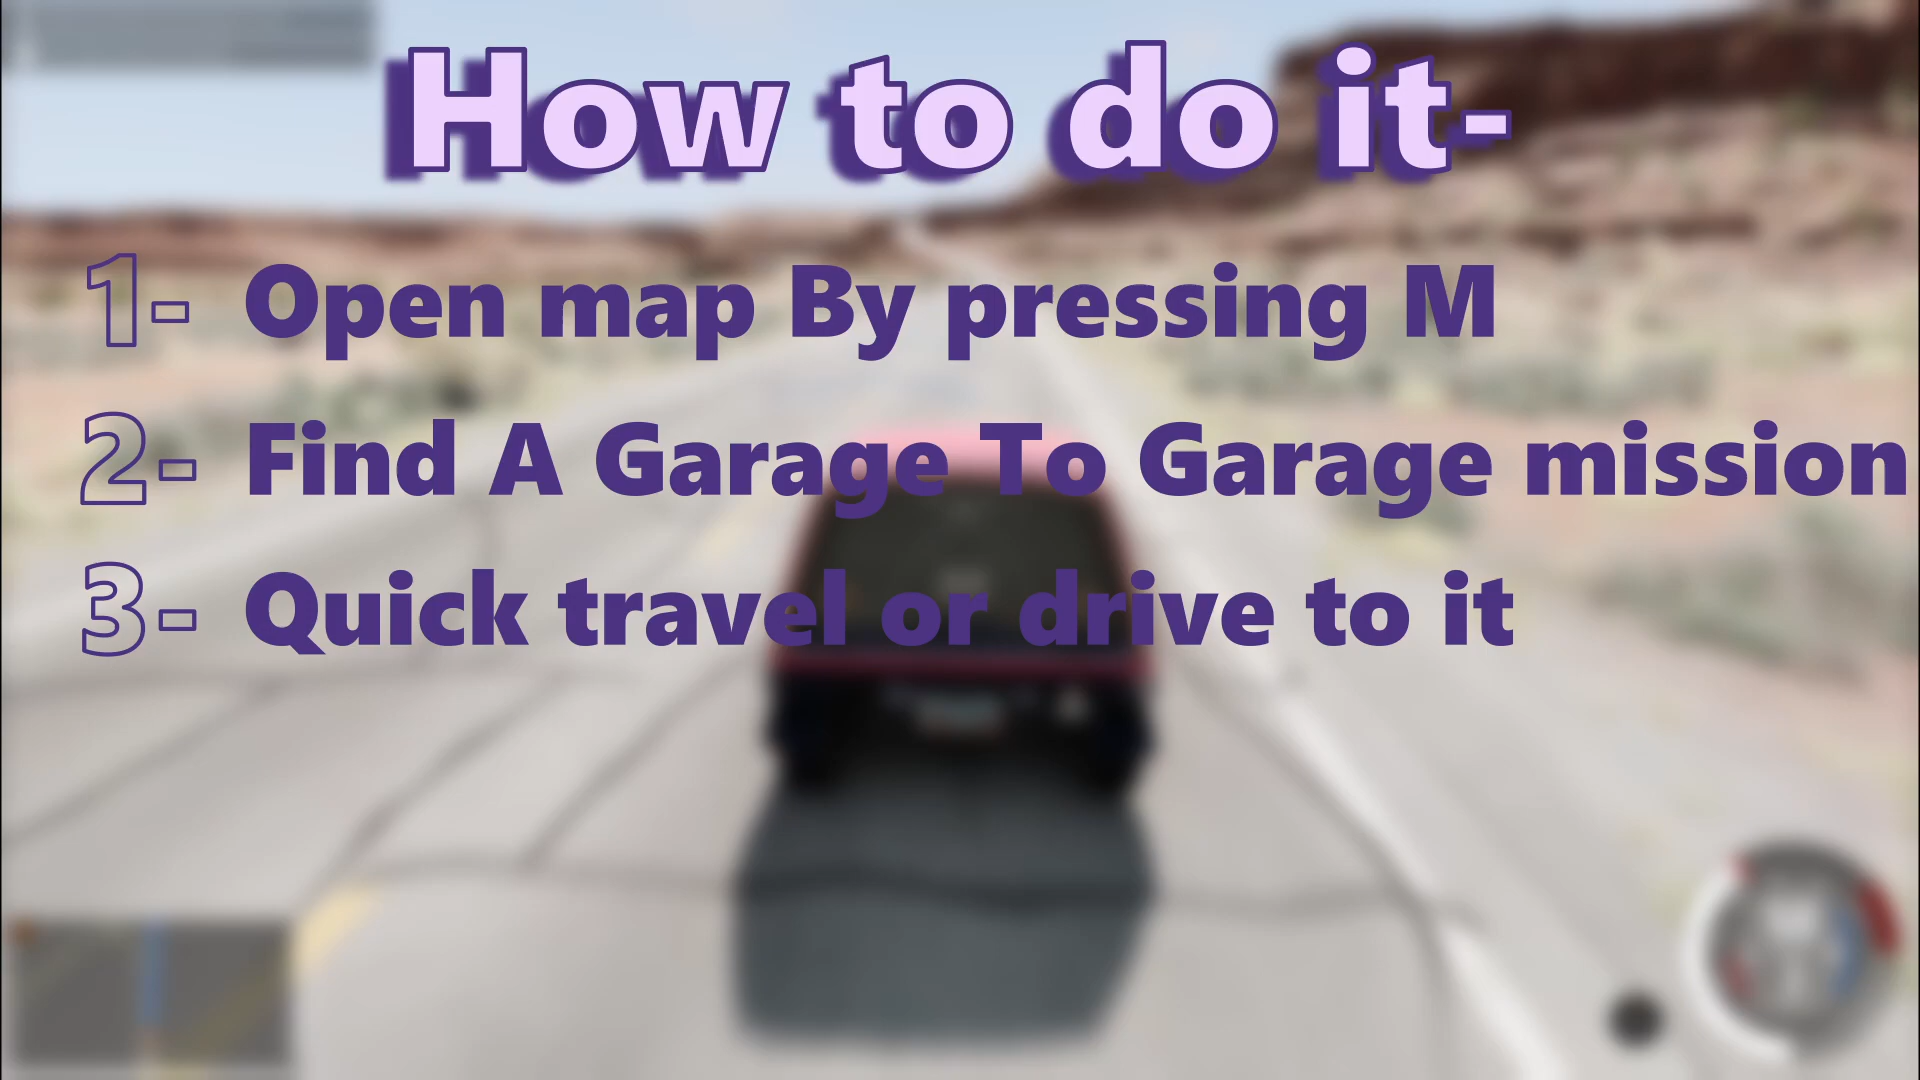 How to do it-
1- Open map By pressing M
2- Find A Garage To Garage mission
3- Quick travel or drive to it